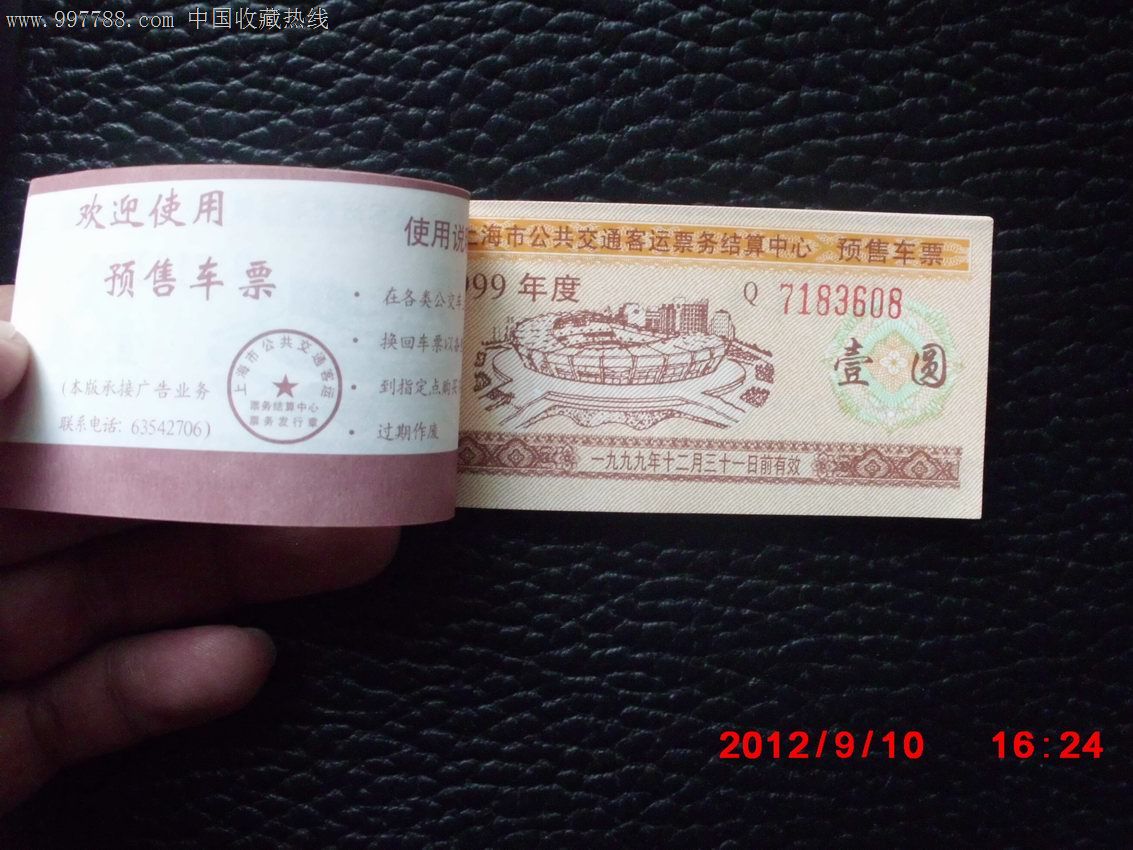 www.997788.com 中国收藏热线
欢迎使用
预售车票
(本版承接广告业务
联系电话: 63542706)
上海市公共交通客运
票务结算中心
票务发行章
使用说
• 在各类公交车
• 换回车票以备
• 到指定点购买
• 过期作废
上海市公共交通客运票务结算中心 预售车票
999 年度
Q 7183608
壹圆
一九九九年十二月三十一日前有效
2012/9/10 16:24